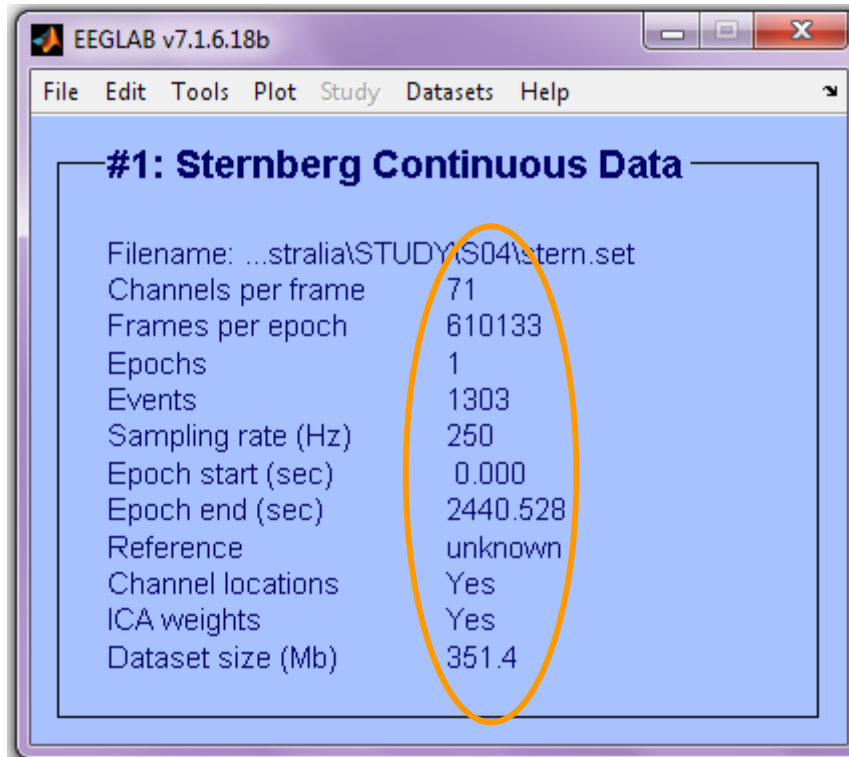 EEGLAB v7.1.6.18b
File Edit Tools Plot Study Datasets Help
#1: Sternberg Continuous Data
Filename: ...stralia\STUDY\S04\stern.set
Channels per frame 71
Frames per epoch 610133
Epochs 1
Events 1303
Sampling rate (Hz) 250
Epoch start (sec) 0.000
Epoch end (sec) 2440.528
Reference unknown
Channel locations Yes
ICA weights Yes
Dataset size (Mb) 351.4